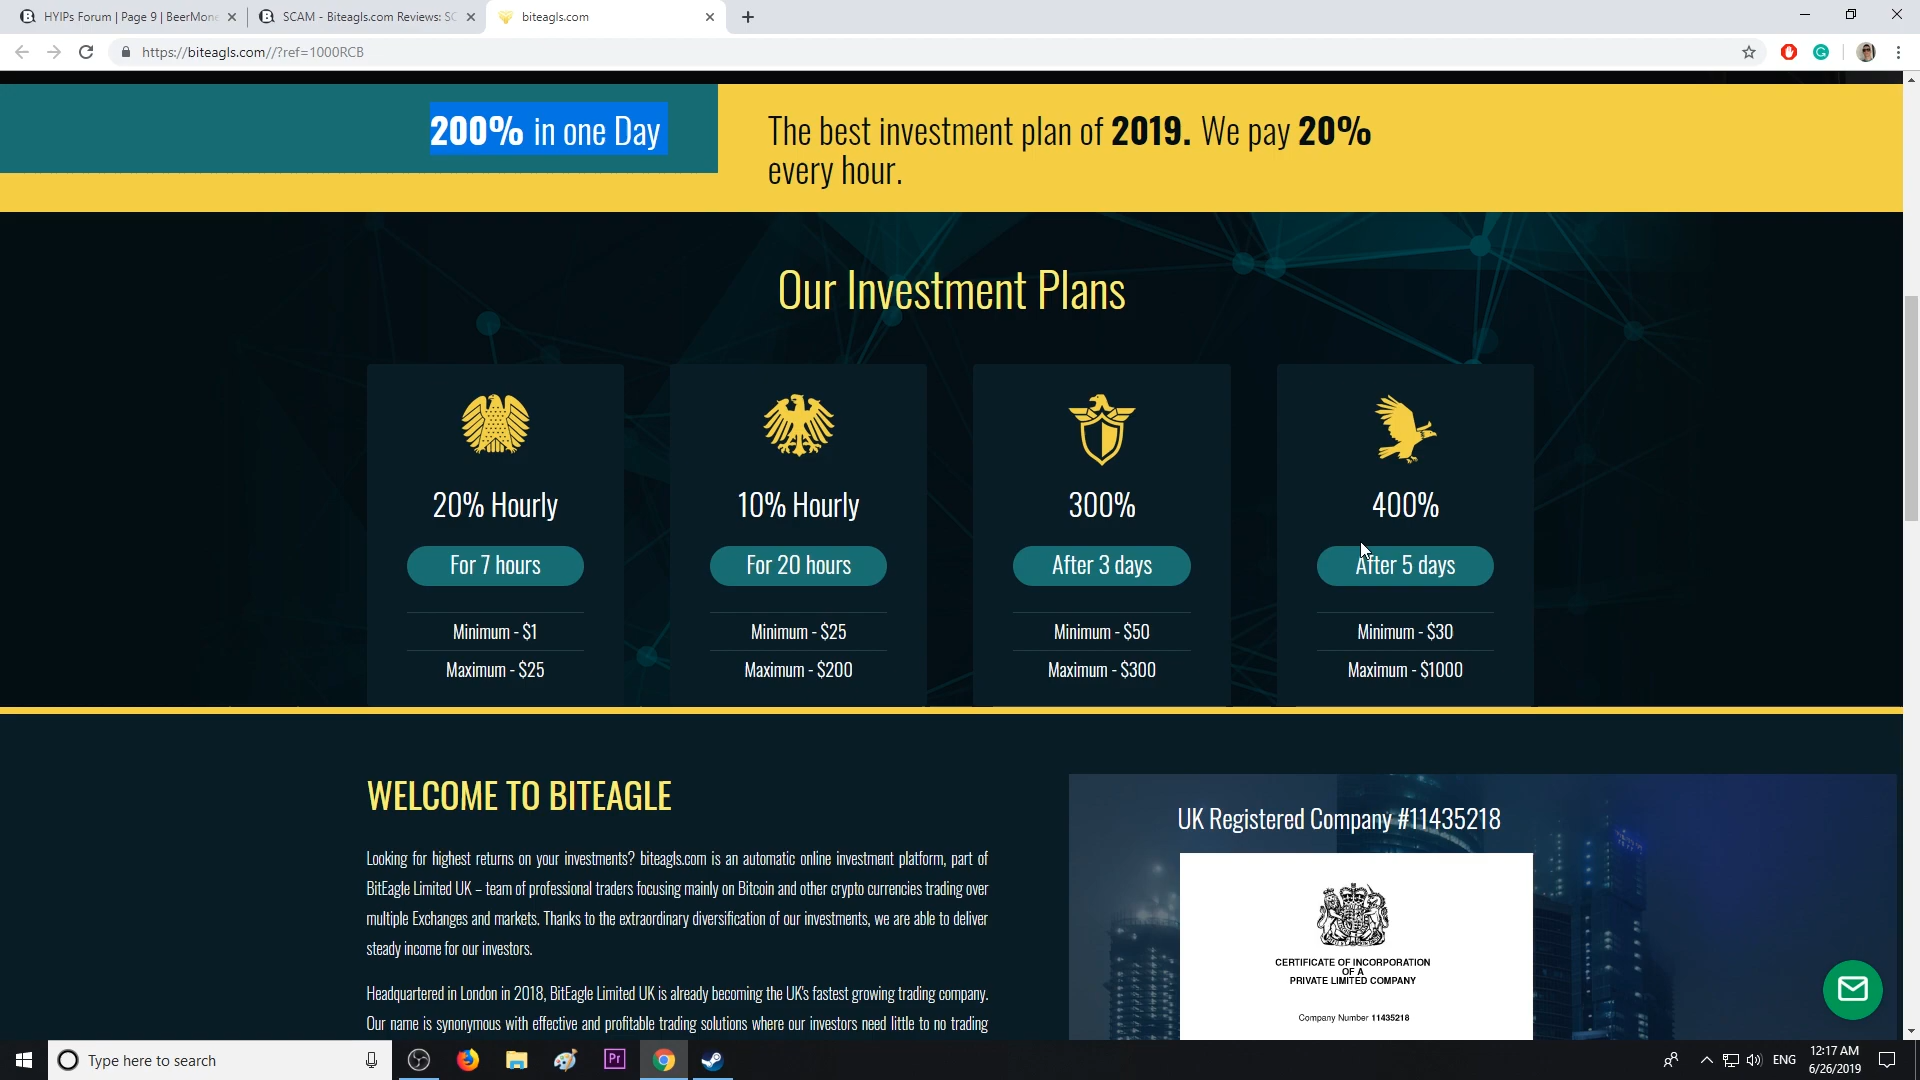 HYIPs Forum | Page 9 | BeerMone
SCAM - Biteagls.com Reviews: SC
biteagls.com
https://biteagls.com//?ref=1000RCB
200% in one Day
The best investment plan of 2019. We pay 20%
every hour.
Our Investment Plans
20% Hourly
For 7 hours
Minimum - $1
Maximum - $25
10% Hourly
For 20 hours
Minimum - $25
Maximum - $200
300%
After 3 days
Minimum - $50
Maximum - $300
400%
After 5 days
Minimum - $30
Maximum - $1000
WELCOME TO BITEAGLE
Looking for highest returns on your investments? biteagls.com is an automatic online investment platform, part of
BitEagle Limited UK – team of professional traders focusing mainly on Bitcoin and other crypto currencies trading over
multiple Exchanges and markets. Thanks to the extraordinary diversification of our investments, we are able to deliver
steady income for our investors.
Headquartered in London in 2018, BitEagle Limited UK is already becoming the UK's fastest growing trading company.
Our name is synonymous with effective and profitable trading solutions where our investors need little to no trading
UK Registered Company #11435218
CERTIFICATE OF INCORPORATION
OF A
PRIVATE LIMITED COMPANY
Company Number 11435218
Type here to search
Pr
ENG
12:17 AM
6/26/2019